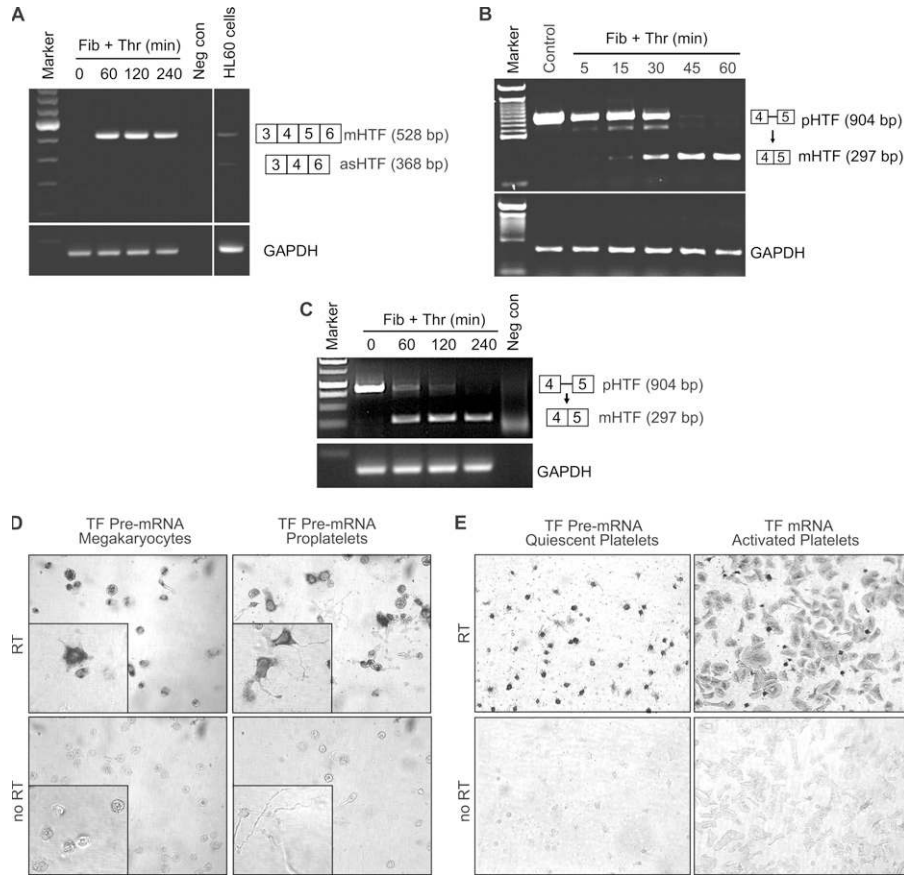 A
Marker
Fib + Thr (min)
0 60 120 240
Neg con
HL60 cells
3 4 5 6 mHTF (528 bp)
3 4 6 asHTF (368 bp)
GAPDH
B
Marker
Control
Fib + Thr (min)
5 15 30 45 60
4 5 pHTF (904 bp)
4 5 mHTF (297 bp)
GAPDH
C
Marker
Fib + Thr (min)
0 60 120 240
Neg con
4 5 pHTF (904 bp)
4 5 mHTF (297 bp)
GAPDH
D
TF Pre-mRNA
Megakaryocytes
TF Pre-mRNA
Proplatelets
RT
no RT
E
TF Pre-mRNA
Quiescent Platelets
TF mRNA
Activated Platelets
RT
no RT